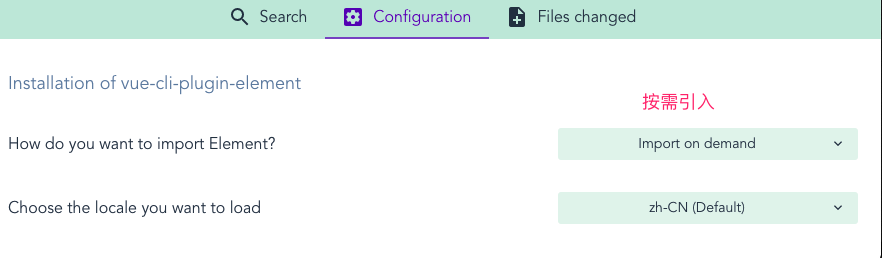 Search Configuration Files changed
Installation of vue-cli-plugin-element
按需引入
How do you want to import Element? Import on demand
Choose the locale you want to load zh-CN (Default)